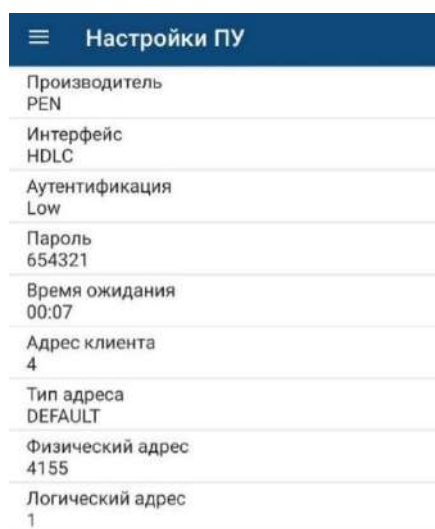 Настройки ПУ
Производитель
PEN
Интерфейс
HDLC
Аутентификация
Low
Пароль
654321
Время ожидания
00:07
Адрес клиента
4
Тип адреса
DEFAULT
Физический адрес
4155
Логический адрес
1